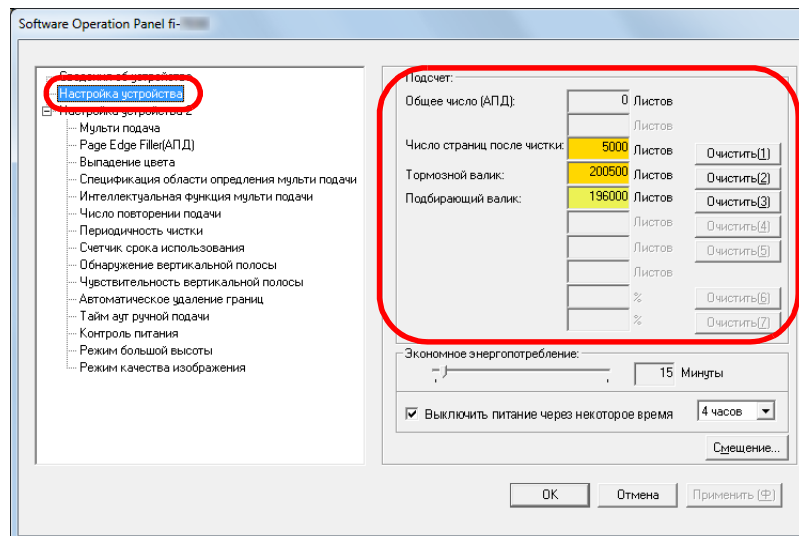 Software Operation Panel fi-
Сведения об устройстве
Настройка устройства
Настройка устройства 2
Мульти подача
Page Edge Filler(АПД)
Выпадение цвета
Спецификация области опредления мульти подачи
Интеллектуальная функция мульти подачи
Число повторении подачи
Периодичность чистки
Счетчик срока использования
Обнаружение вертикальной полосы
Чувствительность вертикальной полосы
Автоматическое удаление границ
Тайм аут ручной подачи
Контроль питания
Режим большой высоты
Режим качества изображения
Подсчет:
Общее число (АПД): 0 Листов
Листов
Число страниц после чистки: 5000 Листов Очистить(1)
Тормозной валик: 200500 Листов Очистить(2)
Подбирающий валик: 196000 Листов Очистить(3)
Листов Очистить(4)
Листов Очистить(5)
Листов
% Очистить(6)
% Очистить(7)
Экономное энергопотребление:
15 Минуты
Выключить питание через некоторое время 4 часов
Смещение...
OK Отмена Применить (Ф)